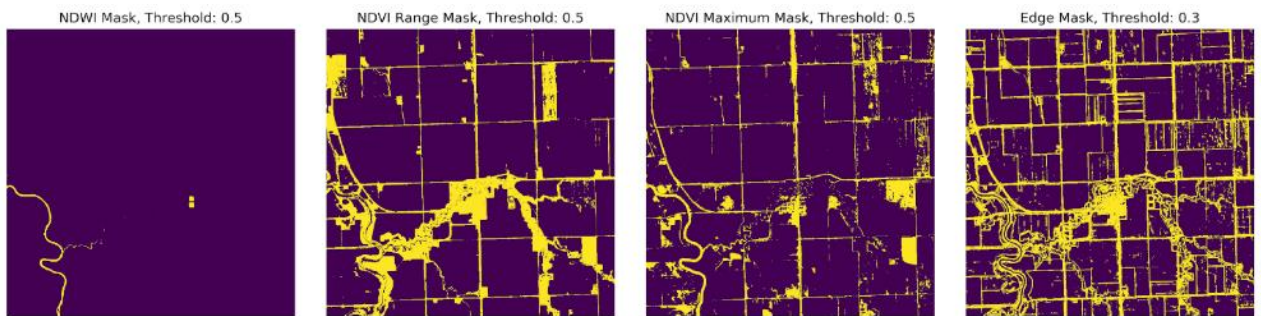 NDWI Mask, Threshold: 0.5
NDVI Range Mask, Threshold: 0.5
NDVI Maximum Mask, Threshold: 0.5
Edge Mask, Threshold: 0.3